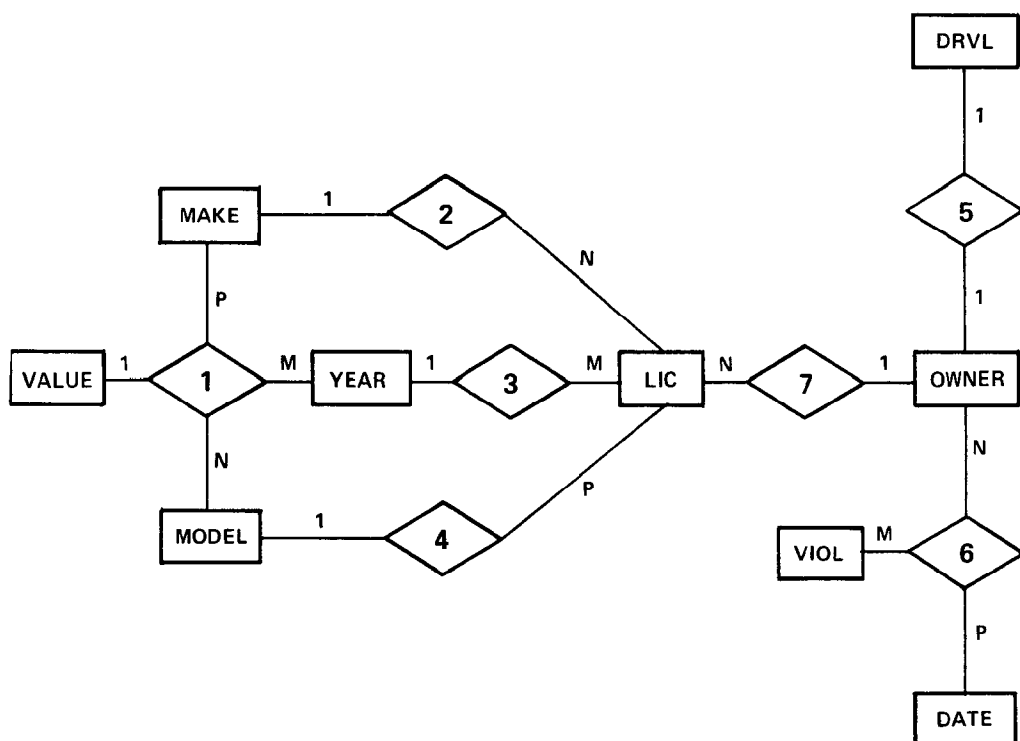 DRVL
1
5
1
MAKE
1
2
N
P
VALUE
1
1
M
YEAR
1
3
M
LIC
N
7
1
OWNER
N
MODEL
1
4
P
N
VIOL
M
6
P
DATE